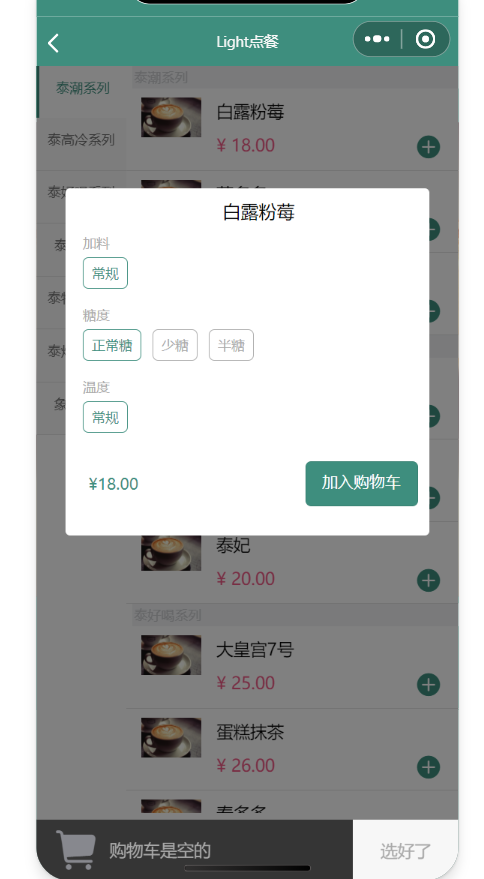 Light点餐
泰潮系列
泰高冷系列
泰潮系列
白露粉莓
¥ 18.00
白露粉莓
加料
常规
糖度
正常糖
少糖
半糖
温度
常规
¥18.00
加入购物车
泰妃
¥ 20.00
泰好喝系列
大皇宫7号
¥ 25.00
蛋糕抹茶
¥ 26.00
购物车是空的
选好了